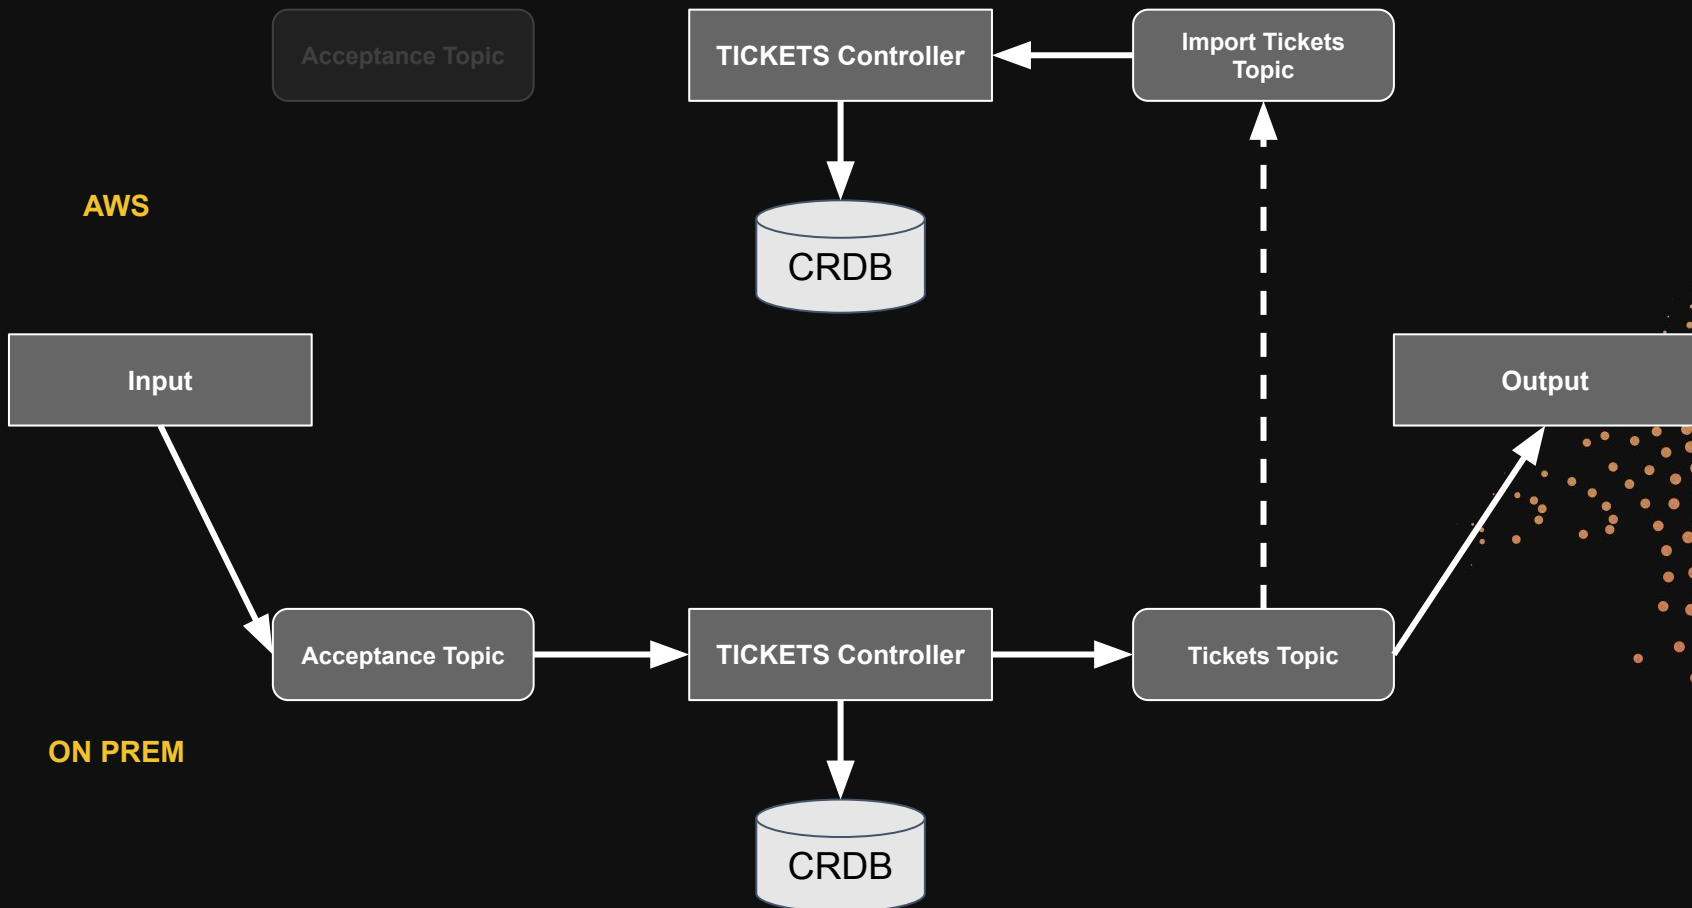 Acceptance Topic
TICKETS Controller
Import Tickets
Topic
AWS
CRDB
Input
Output
Acceptance Topic
TICKETS Controller
Tickets Topic
ON PREM
CRDB